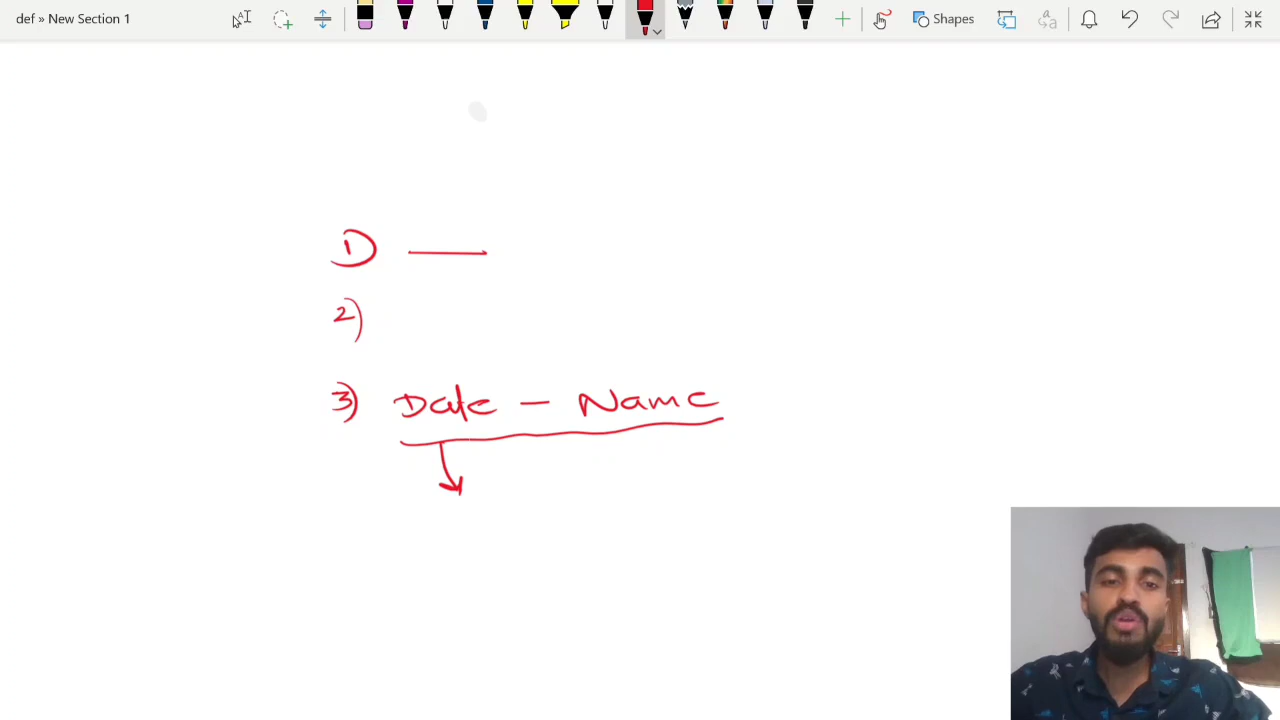 def » New Section 1
Shapes
1) —
2)
3) Date - Name